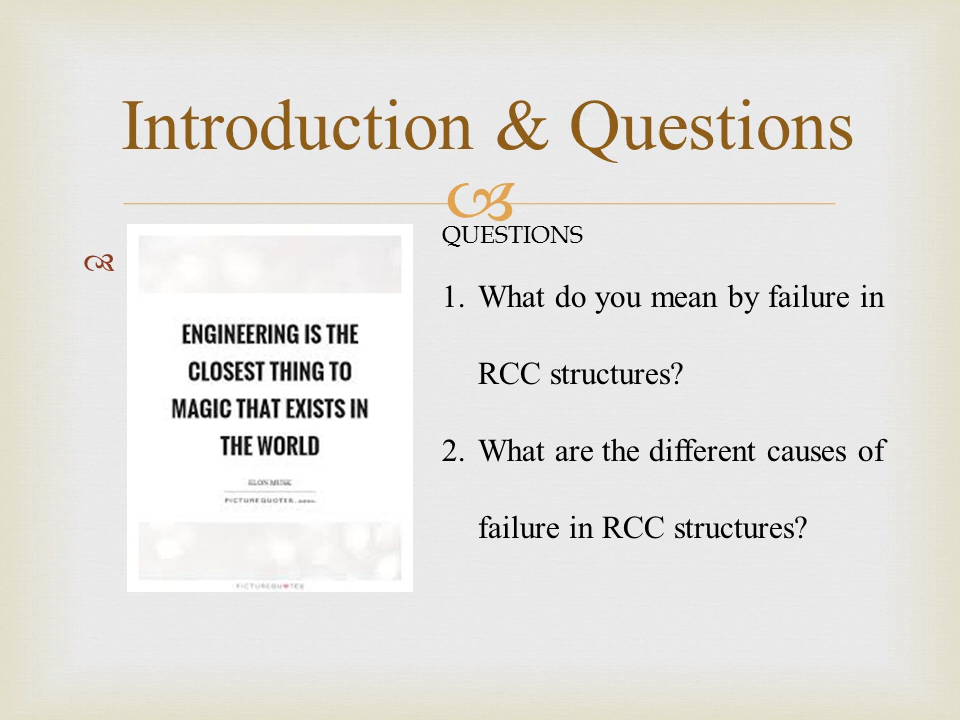 Introduction & Questions
ENGINEERING IS THE
CLOSEST THING TO
MAGIC THAT EXISTS IN
THE WORLD
ELON MUSK
PICTUREQUOTES.
PICTUREQUOTES
QUESTIONS
1. What do you mean by failure in
RCC structures?
2. What are the different causes of
failure in RCC structures?